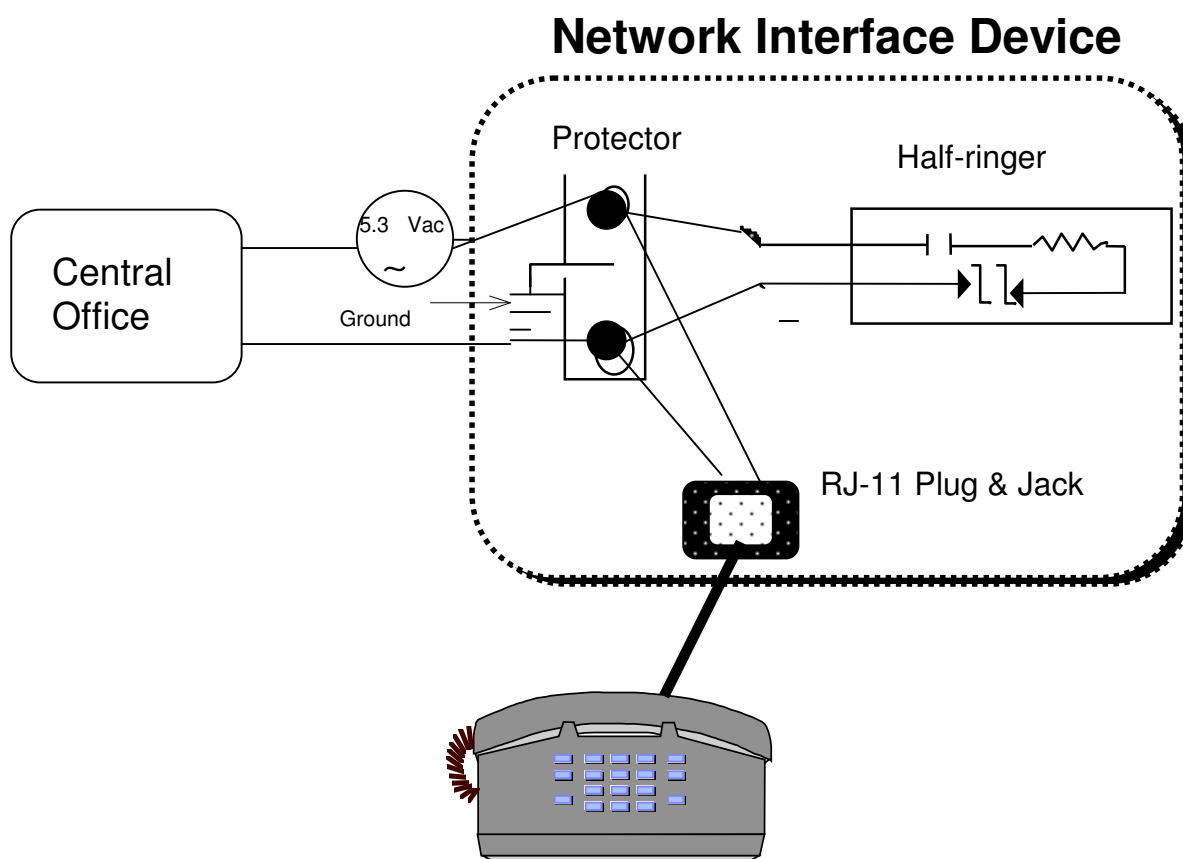 Network Interface Device
Protector
Half-ringer
5.3 Vac
~
Central
Office
Ground
RJ-11 Plug & Jack